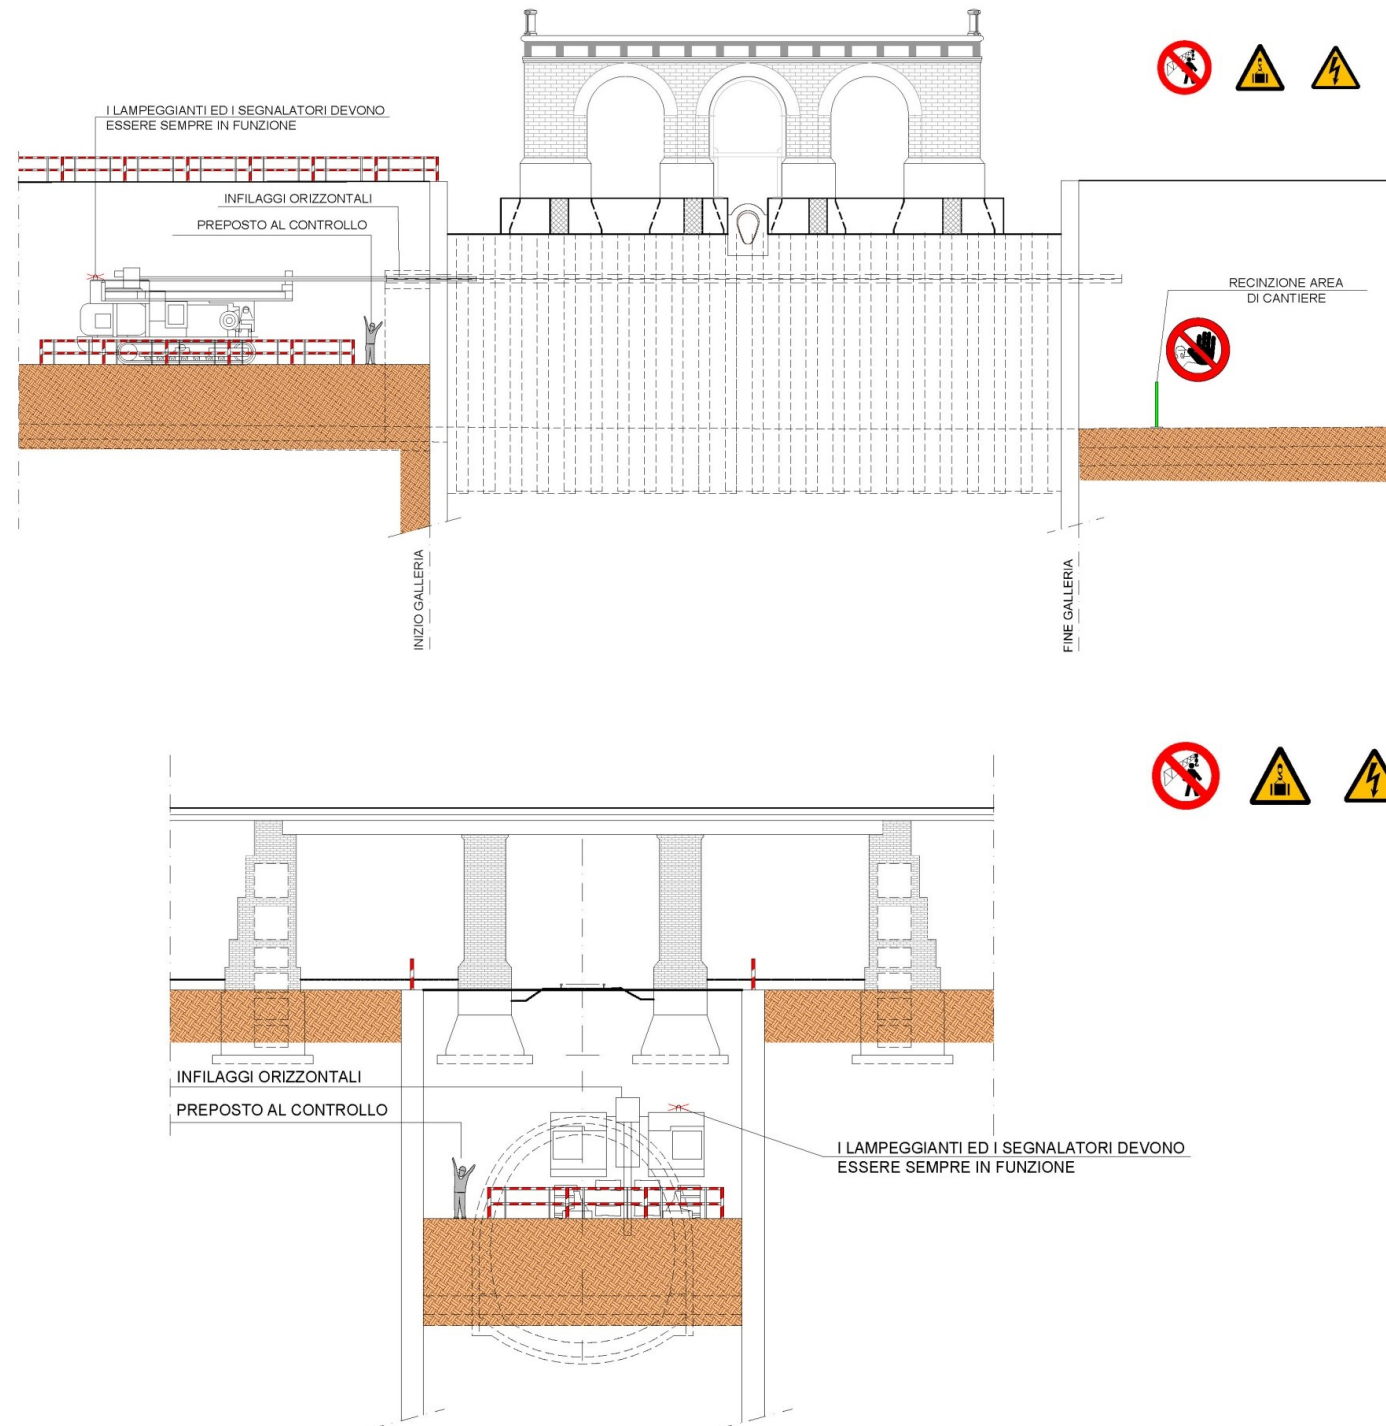 I LAMPEGGIANTI ED I SEGNALATORI DEVONO
ESSERE SEMPRE IN FUNZIONE
INFILAGGI ORIZZONTALI
PREPOSTO AL CONTROLLO
RECINZIONE AREA
DI CANTIERE
INIZIO GALLERIA
FINE GALLERIA
INFILAGGI ORIZZONTALI
PREPOSTO AL CONTROLLO
I LAMPEGGIANTI ED I SEGNALATORI DEVONO
ESSERE SEMPRE IN FUNZIONE